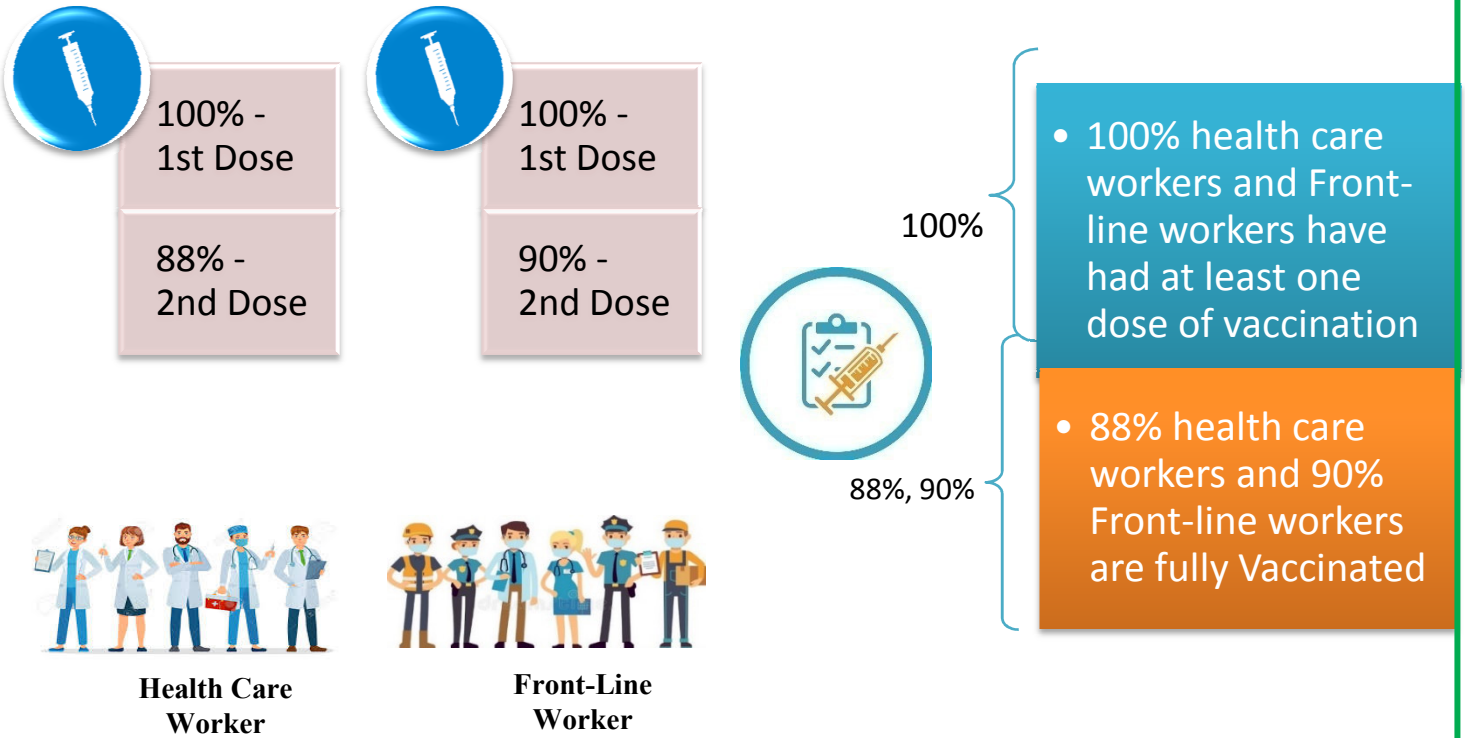 100% -
1st Dose
88% -
2nd Dose
Health Care
Worker
100% -
1st Dose
90% -
2nd Dose
Front-Line
Worker
100%
88%, 90%
• 100% health care
workers and Front-
line workers have
had at least one
dose of vaccination
• 88% health care
workers and 90%
Front-line workers
are fully Vaccinated